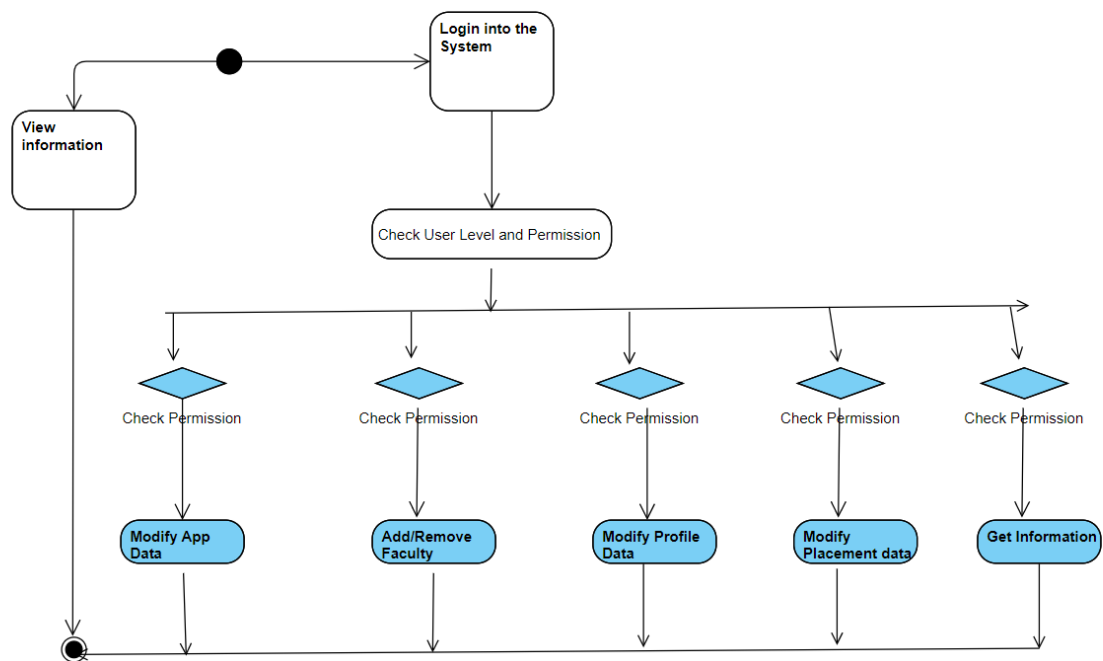 Login into the
System
View
information
Check User Level and Permission
Check Permission
Check Permission
Check Permission
Check Permission
Check Permission
Modify App
Data
Add/Remove
Faculty
Modify Profile
Data
Modify
Placement data
Get Information